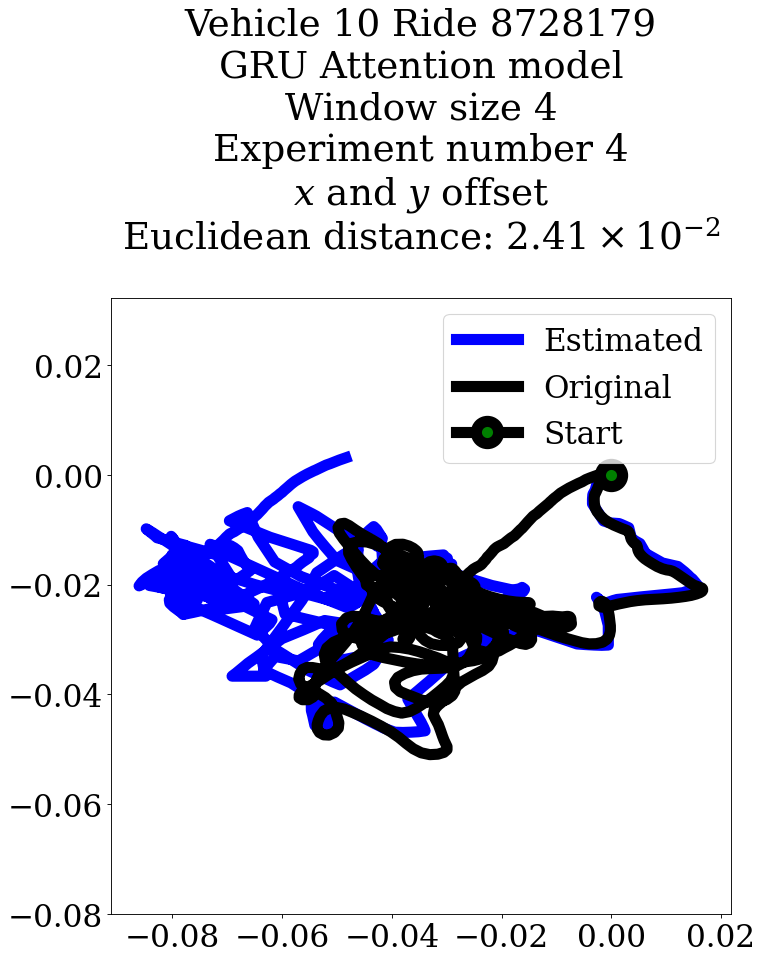 Vehicle 10 Ride 8728179
GRU Attention model
Window size 4
Experiment number 4
x and y offset
Euclidean distance: 2.41 × 10⁻²
Estimated
Original
Start
0.02
0.00
−0.02
−0.04
−0.06
−0.08
−0.08 −0.06 −0.04 −0.02 0.00 0.02